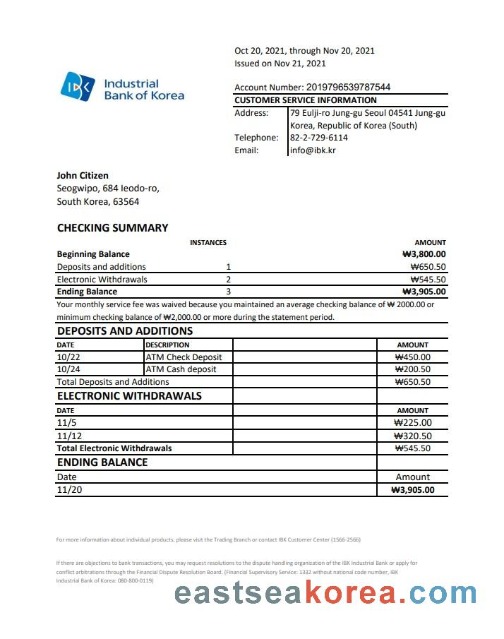 Oct 20, 2021, through Nov 20, 2021
Issued on Nov 21, 2021
IBK Industrial
Bank of Korea
Account Number: 2019796539787544
CUSTOMER SERVICE INFORMATION
Address: 79 Eulji-ro Jung-gu Seoul 04541 Jung-gu
Korea, Republic of Korea (South)
Telephone: 82-2-729-6114
Email: info@ibk.kr
John Citizen
Seogwipo, 684 Ieodo-ro,
South Korea, 63564
CHECKING SUMMARY
INSTANCES AMOUNT
Beginning Balance ₩3,800.00
Deposits and additions 1 ₩650.50
Electronic Withdrawals 2 ₩545.50
Ending Balance 3 ₩3,905.00
Your monthly service fee was waived because you maintained an average checking balance of ₩ 2000.00 or
minimum checking balance of ₩2,000.00 or more during the statement period.
DEPOSITS AND ADDITIONS
DATE DESCRIPTION AMOUNT
10/22 ATM Check Deposit ₩450.00
10/24 ATM Cash deposit ₩200.50
Total Deposits and Additions ₩650.50
ELECTRONIC WITHDRAWALS
DATE AMOUNT
11/5 ₩225.00
11/12 ₩320.50
Total Electronic Withdrawals ₩545.50
ENDING BALANCE
Date Amount
11/20 ₩3,905.00
For more information about individual products, please visit the Trading Branch or contact IBK Customer Center (1566-2566)
If there are objections to bank transactions, you may request resolutions to the dispute handling organization of the IBK Industrial Bank or apply for
conflict arbitrations through the Financial Dispute Resolution Board. (Financial Supervisory Service: 1332 without national code number, IBK
Industrial Bank of Korea: 080-800-0119)
eastseakorea.com